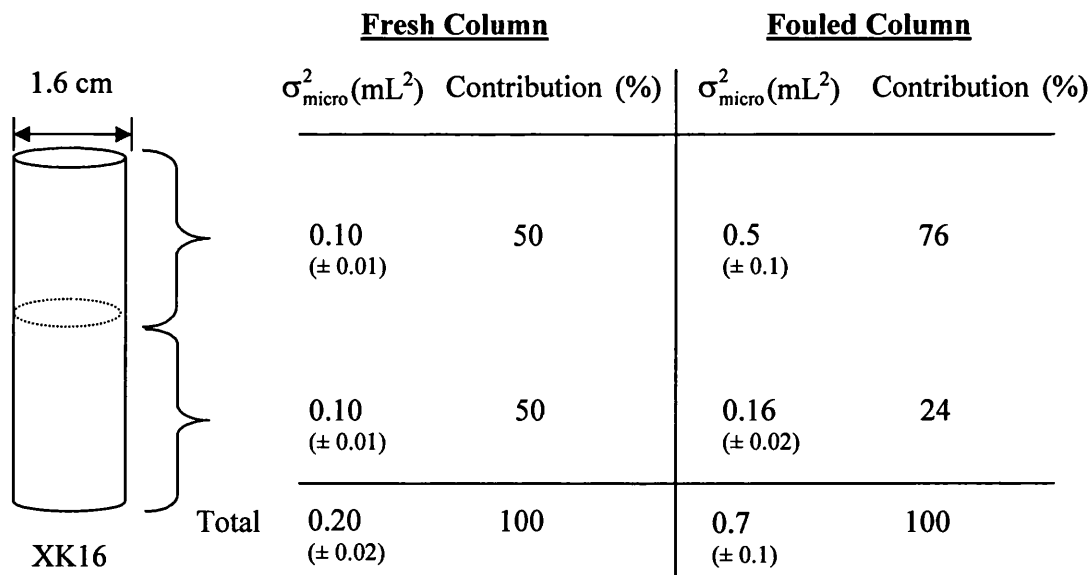 Fresh Column Fouled Column
1.6 cm
σ²micro(mL²) Contribution (%) σ²micro(mL²) Contribution (%)
0.10 50 0.5 76
(± 0.01) (± 0.1)
0.10 50 0.16 24
(± 0.01) (± 0.02)
Total 0.20 100 0.7 100
(± 0.02) (± 0.1)
XK16